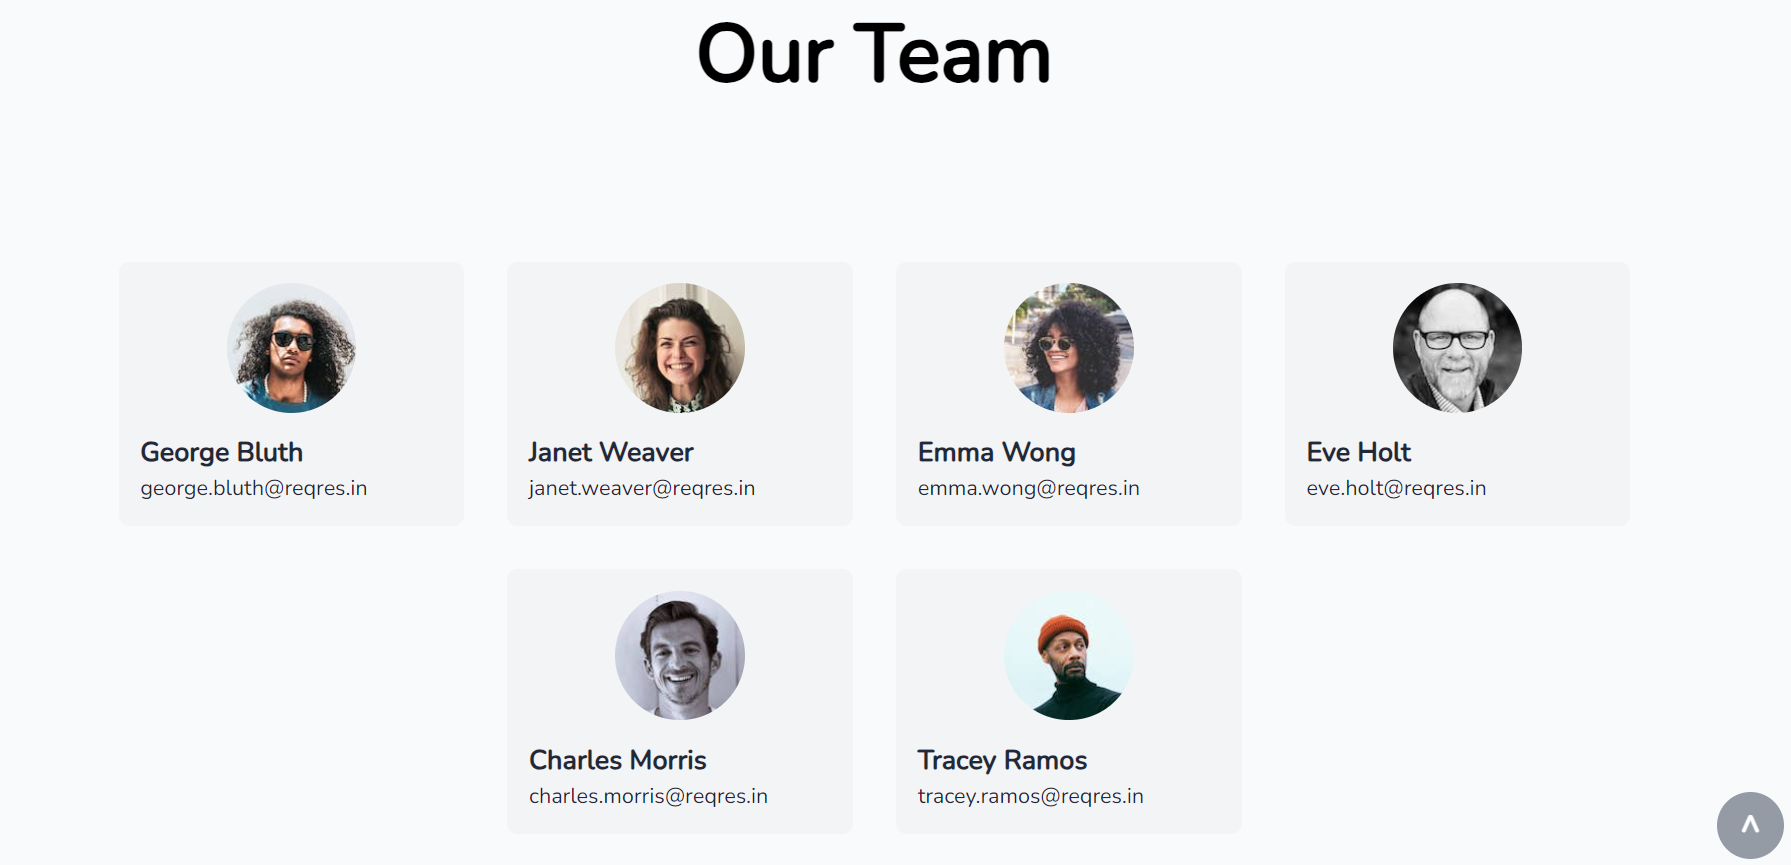 Our Team
George Bluth
george.bluth@reqres.in
Janet Weaver
janet.weaver@reqres.in
Emma Wong
emma.wong@reqres.in
Eve Holt
eve.holt@reqres.in
Charles Morris
charles.morris@reqres.in
Tracey Ramos
tracey.ramos@reqres.in